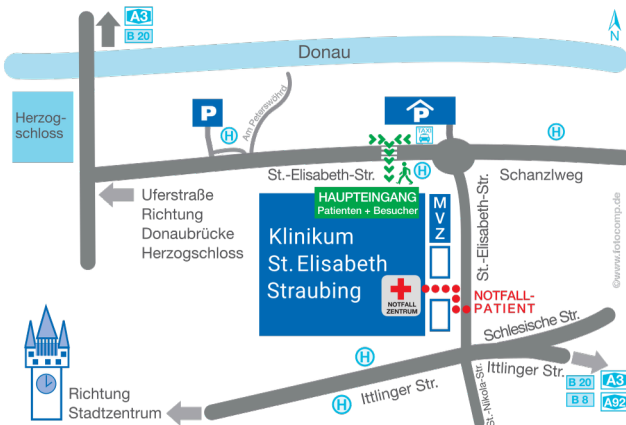 A3
B 20
N
Donau
Herzog-
schloss
P
H
Am Peterswöhrd
P
TAXI
H
H
St.-Elisabeth-Str.
Schanzlweg
Uferstraße
Richtung
Donaubrücke
Herzogschloss
HAUPTEINGANG
Patienten + Besucher
MVZ
St.-Elisabeth-Str.
Klinikum
St. Elisabeth
Straubing
NOTFALL
ZENTRUM
NOTFALL-
PATIENT
©www.fotocomp.de
Schlesische Str.
Ittlinger Str.
H
Ittlinger Str.
H
St.-Nikola-Str.
B 20
A3
B 8
A92
Richtung
Stadtzentrum